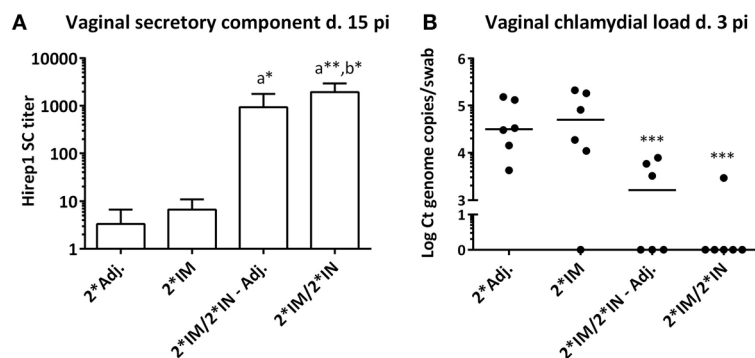 A Vaginal secretory component d. 15 pi
Hirep1 SC titer
10000
1000
100
10
1
a*
a**,b*
2*Adj.
2*IM
2*IM/2*IN - Adj.
2*IM/2*IN
B Vaginal chlamydial load d. 3 pi
Log Ct genome copies/swab
6
5
4
3
1
0
***
***
2*Adj.
2*IM
2*IM/2*IN - Adj.
2*IM/2*IN